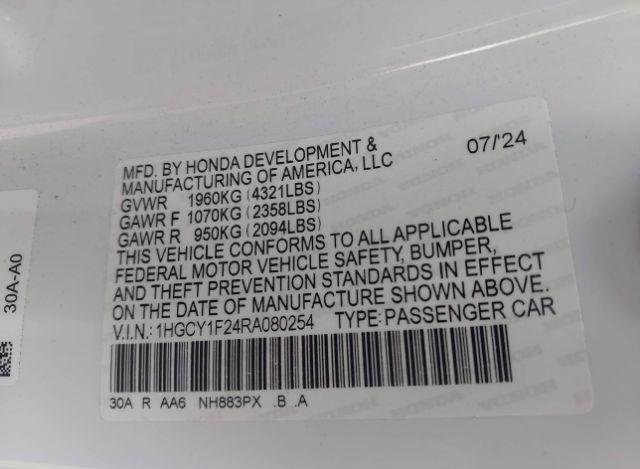 MFD. BY HONDA DEVELOPMENT & 07/'24
MANUFACTURING OF AMERICA, LLC
GVWR 1960KG (4321LBS)
GAWR F 1070KG (2358LBS)
GAWR R 950KG (2094LBS)
THIS VEHICLE CONFORMS TO ALL APPLICABLE
FEDERAL MOTOR VEHICLE SAFETY, BUMPER,
AND THEFT PREVENTION STANDARDS IN EFFECT
ON THE DATE OF MANUFACTURE SHOWN ABOVE.
V.I.N.: 1HGCY1F24RA080254 TYPE: PASSENGER CAR
30A R AA6 NH883PX .B .A
30A-A0